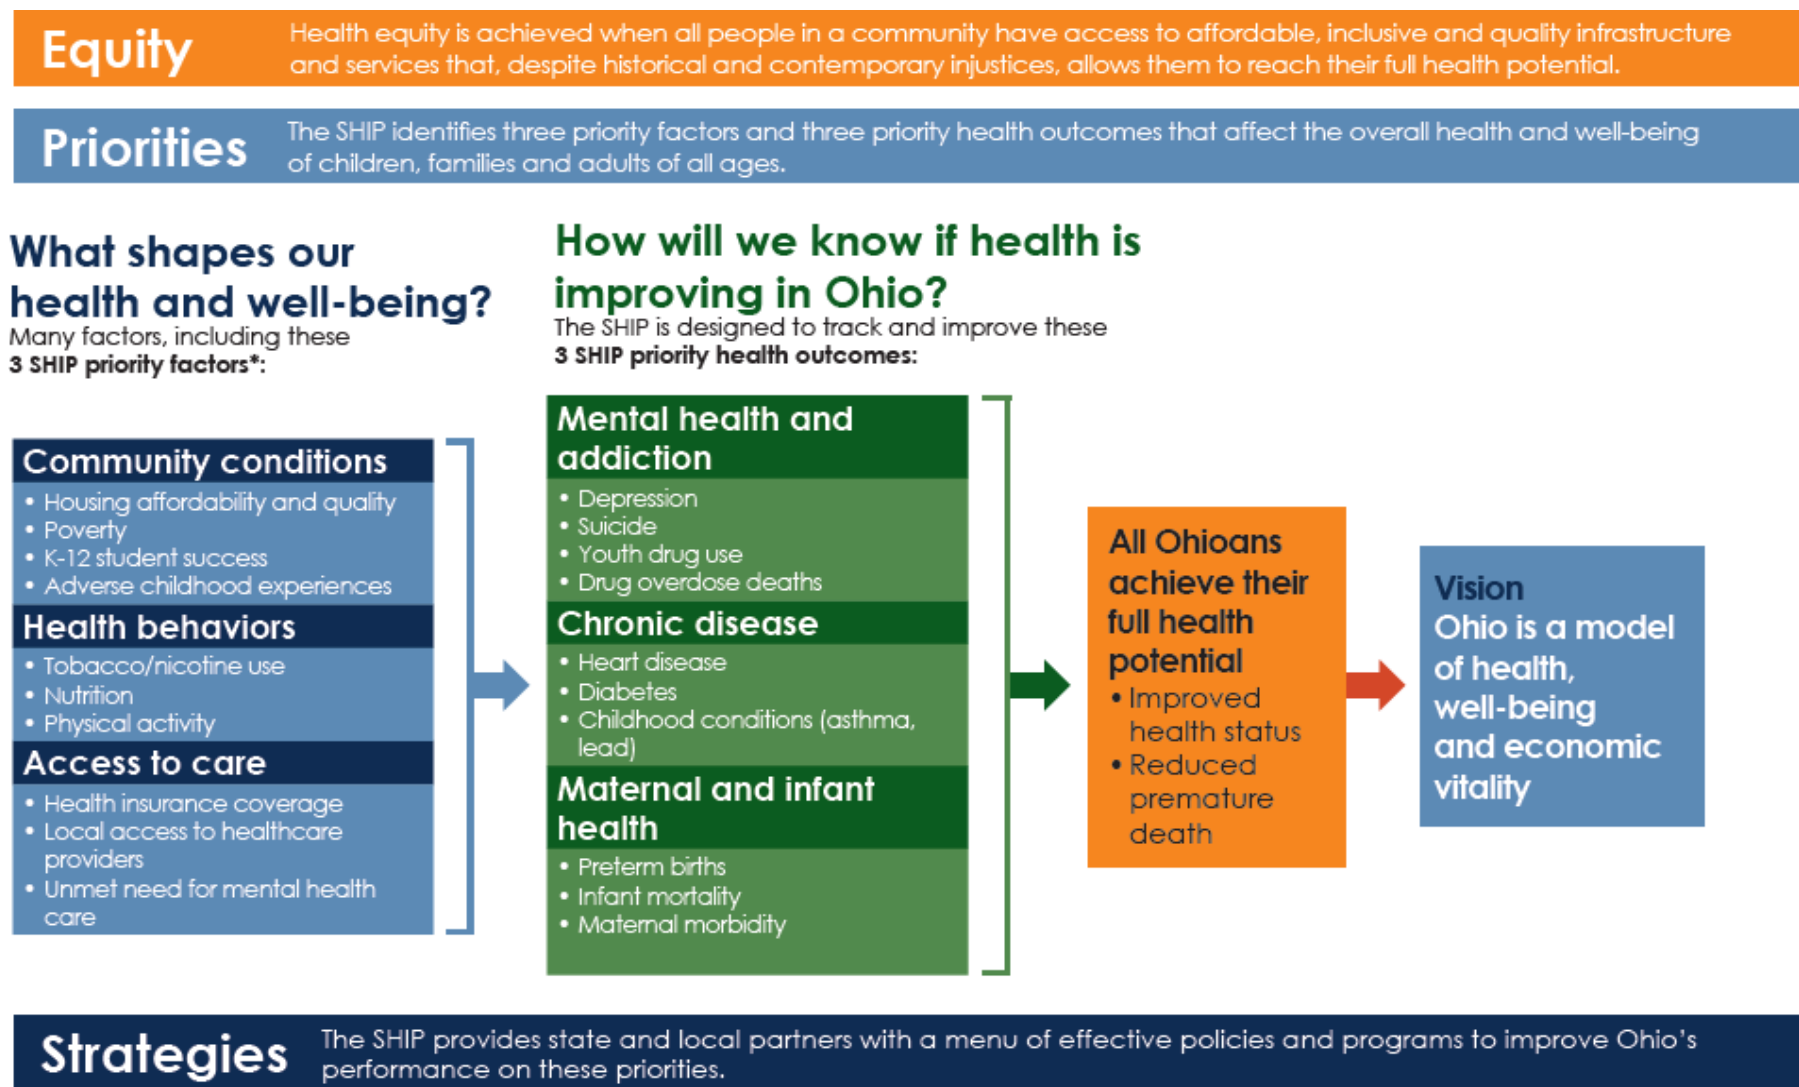 Equity
Health equity is achieved when all people in a community have access to affordable, inclusive and quality infrastructure
and services that, despite historical and contemporary injustices, allows them to reach their full health potential.
Priorities
The SHIP identifies three priority factors and three priority health outcomes that affect the overall health and well-being
of children, families and adults of all ages.
What shapes our
health and well-being?
Many factors, including these
3 SHIP priority factors*:
Community conditions
• Housing affordability and quality
• Poverty
• K-12 student success
• Adverse childhood experiences
Health behaviors
• Tobacco/nicotine use
• Nutrition
• Physical activity
Access to care
• Health insurance coverage
• Local access to healthcare
providers
• Unmet need for mental health
care
How will we know if health is
improving in Ohio?
The SHIP is designed to track and improve these
3 SHIP priority health outcomes:
Mental health and
addiction
• Depression
• Suicide
• Youth drug use
• Drug overdose deaths
Chronic disease
• Heart disease
• Diabetes
• Childhood conditions (asthma,
lead)
Maternal and infant
health
• Preterm births
• Infant mortality
• Maternal morbidity
All Ohioans
achieve their
full health
potential
• Improved
health status
• Reduced
premature
death
Vision
Ohio is a model
of health,
well-being
and economic
vitality
Strategies
The SHIP provides state and local partners with a menu of effective policies and programs to improve Ohio's
performance on these priorities.